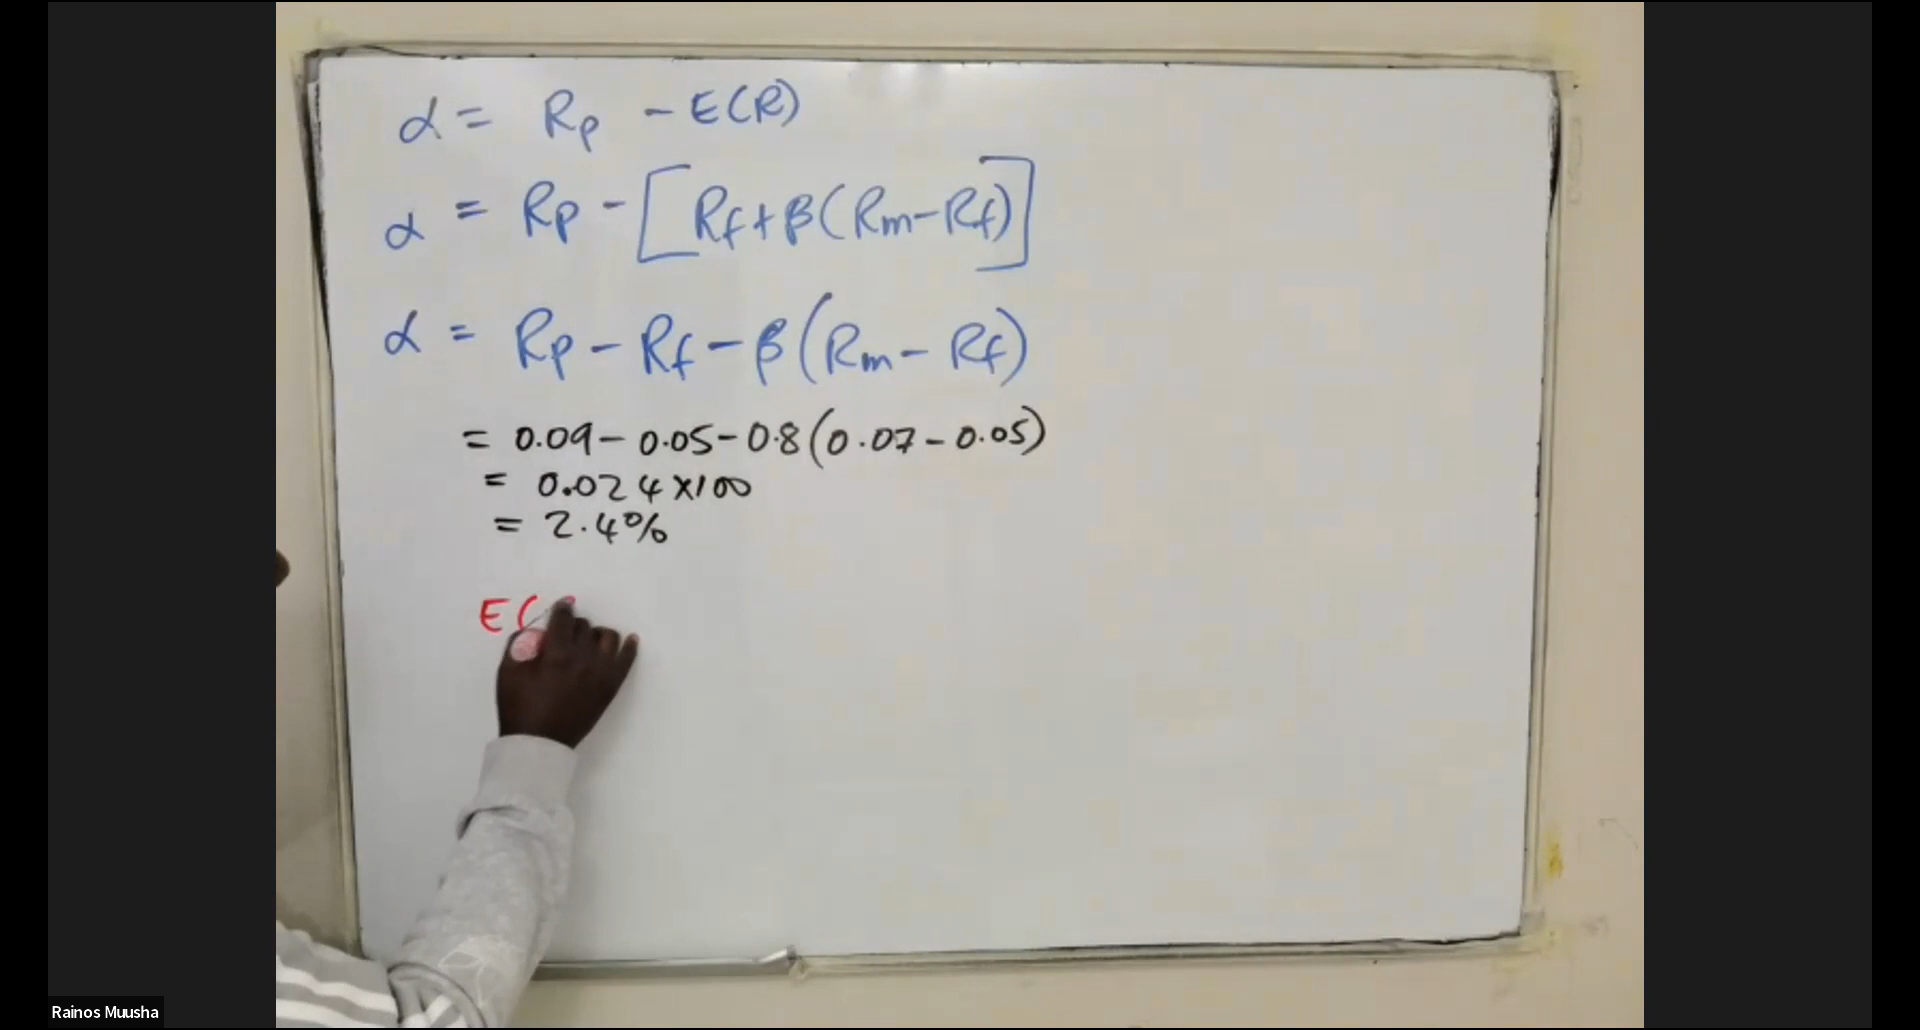 α = Rp - E(R)
α = Rp - [Rf + β(Rm - Rf)]
α = Rp - Rf - β(Rm - Rf)
= 0.09 - 0.05 - 0.8(0.07 - 0.05)
= 0.024 x 100
= 2.4%
E(
Rainos Muusha